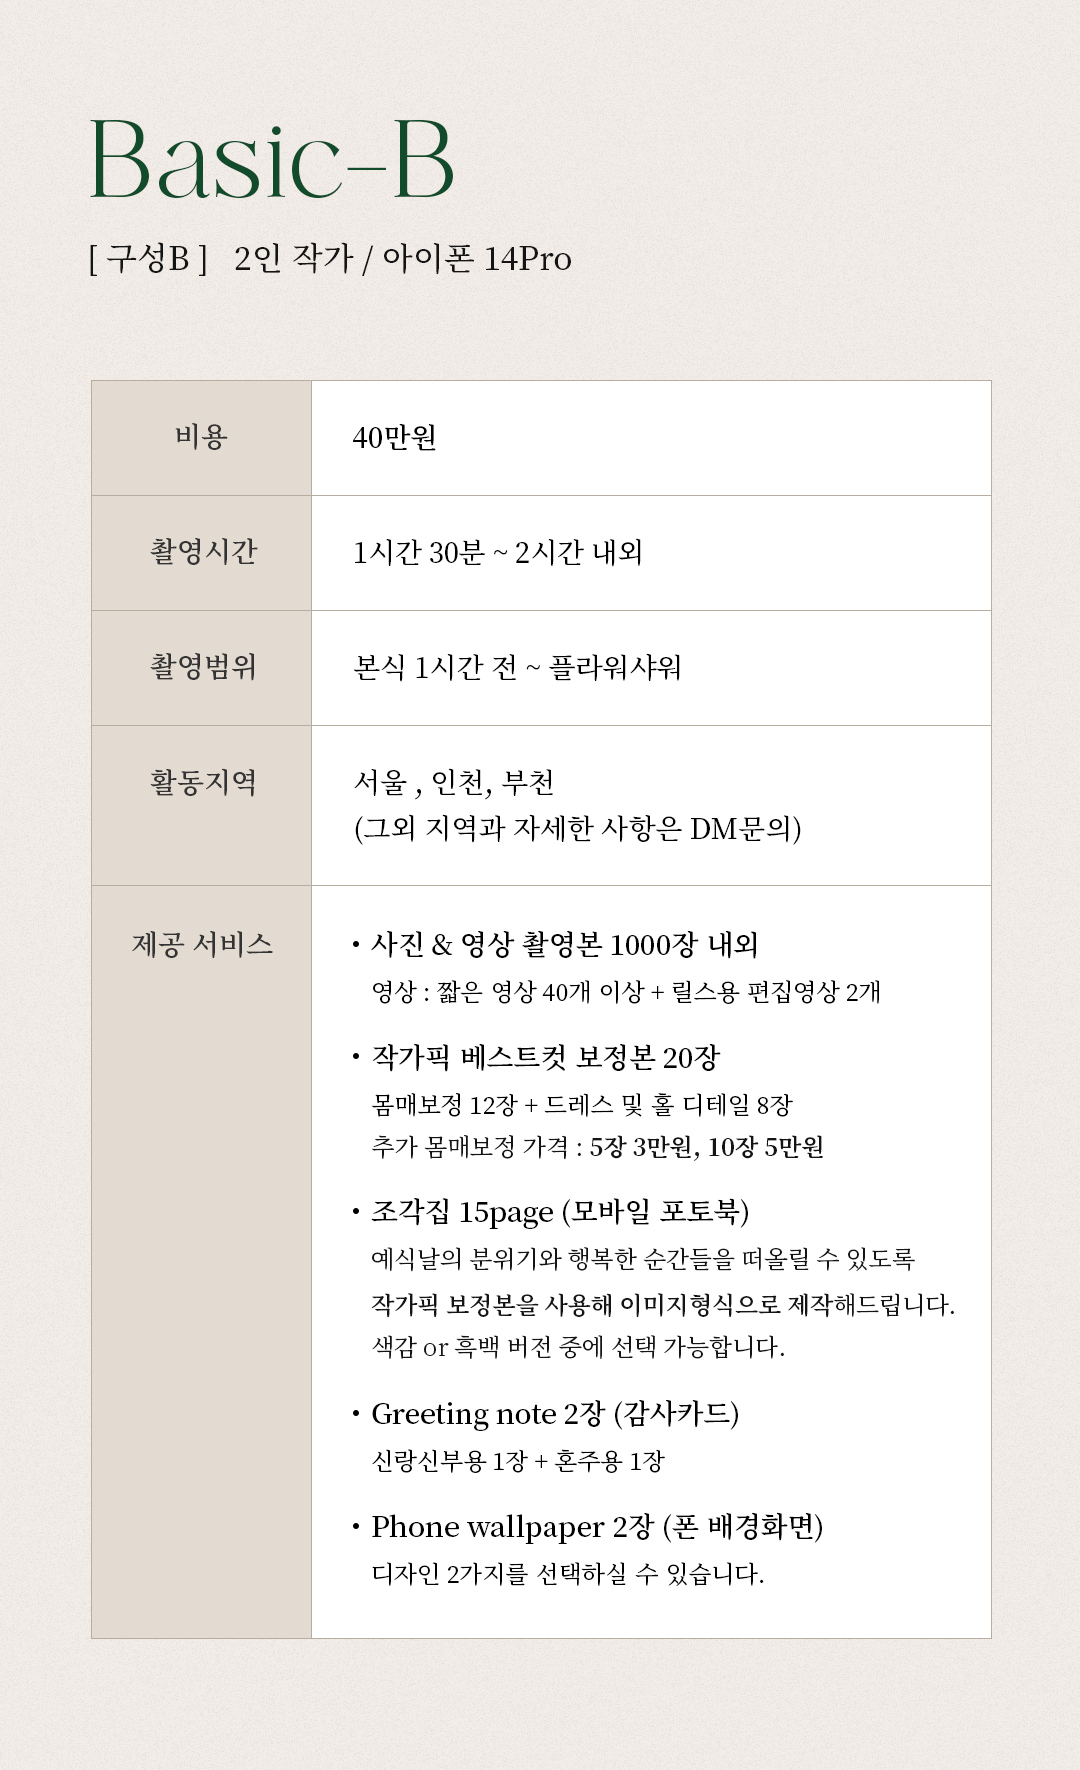 Basic-B
[ 구성B ] 2인 작가 / 아이폰 14Pro
비용
40만원
촬영시간
1시간 30분 ~ 2시간 내외
촬영범위
본식 1시간 전 ~ 플라워샤워
활동지역
서울 , 인천, 부천
(그외 지역과 자세한 사항은 DM문의)
제공 서비스
• 사진 & 영상 촬영본 1000장 내외
영상 : 짧은 영상 40개 이상 + 릴스용 편집영상 2개
• 작가픽 베스트컷 보정본 20장
몸매보정 12장 + 드레스 및 홀 디테일 8장
추가 몸매보정 가격 : 5장 3만원, 10장 5만원
• 조각집 15page (모바일 포토북)
예식날의 분위기와 행복한 순간들을 떠올릴 수 있도록
작가픽 보정본을 사용해 이미지형식으로 제작해드립니다.
색감 or 흑백 버전 중에 선택 가능합니다.
• Greeting note 2장 (감사카드)
신랑신부용 1장 + 혼주용 1장
• Phone wallpaper 2장 (폰 배경화면)
디자인 2가지를 선택하실 수 있습니다.